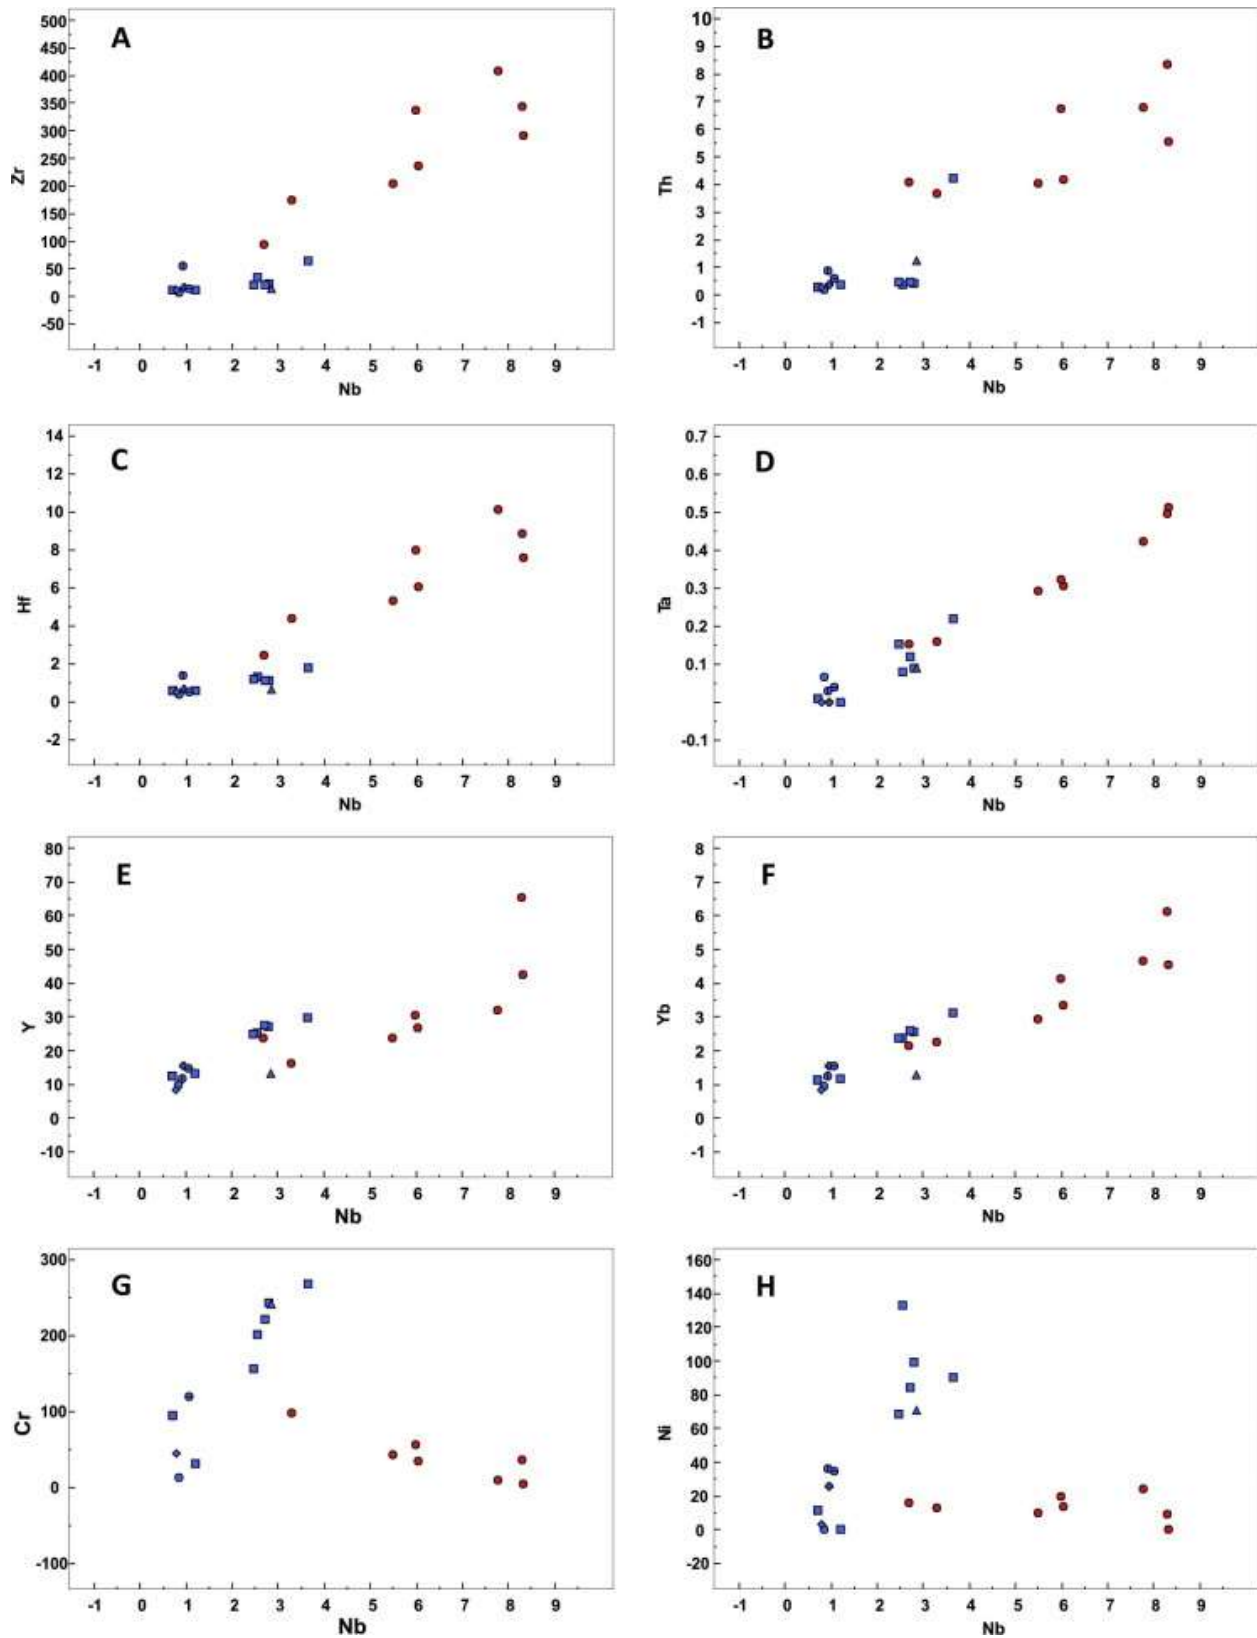 A
Zr
500
450
400
350
300
250
200
150
100
50
0
-50
-1 0 1 2 3 4 5 6 7 8 9
Nb
B
Th
10
9
8
7
6
5
4
3
2
1
0
-1
-1 0 1 2 3 4 5 6 7 8 9
Nb
C
Hf
14
12
10
8
6
4
2
0
-2
-1 0 1 2 3 4 5 6 7 8 9
Nb
D
Ta
0.7
0.6
0.5
0.4
0.3
0.2
0.1
-0.1
-1 0 1 2 3 4 5 6 7 8 9
Nb
E
Y
80
70
60
50
40
30
20
10
0
-10
-1 0 1 2 3 4 5 6 7 8 9
Nb
F
Yb
8
7
6
5
4
3
2
1
0
-1
-1 0 1 2 3 4 5 6 7 8 9
Nb
G
Cr
300
200
100
0
-100
-1 0 1 2 3 4 5 6 7 8 9
Nb
H
Ni
160
140
120
100
80
60
40
20
0
-20
-1 0 1 2 3 4 5 6 7 8 9
Nb